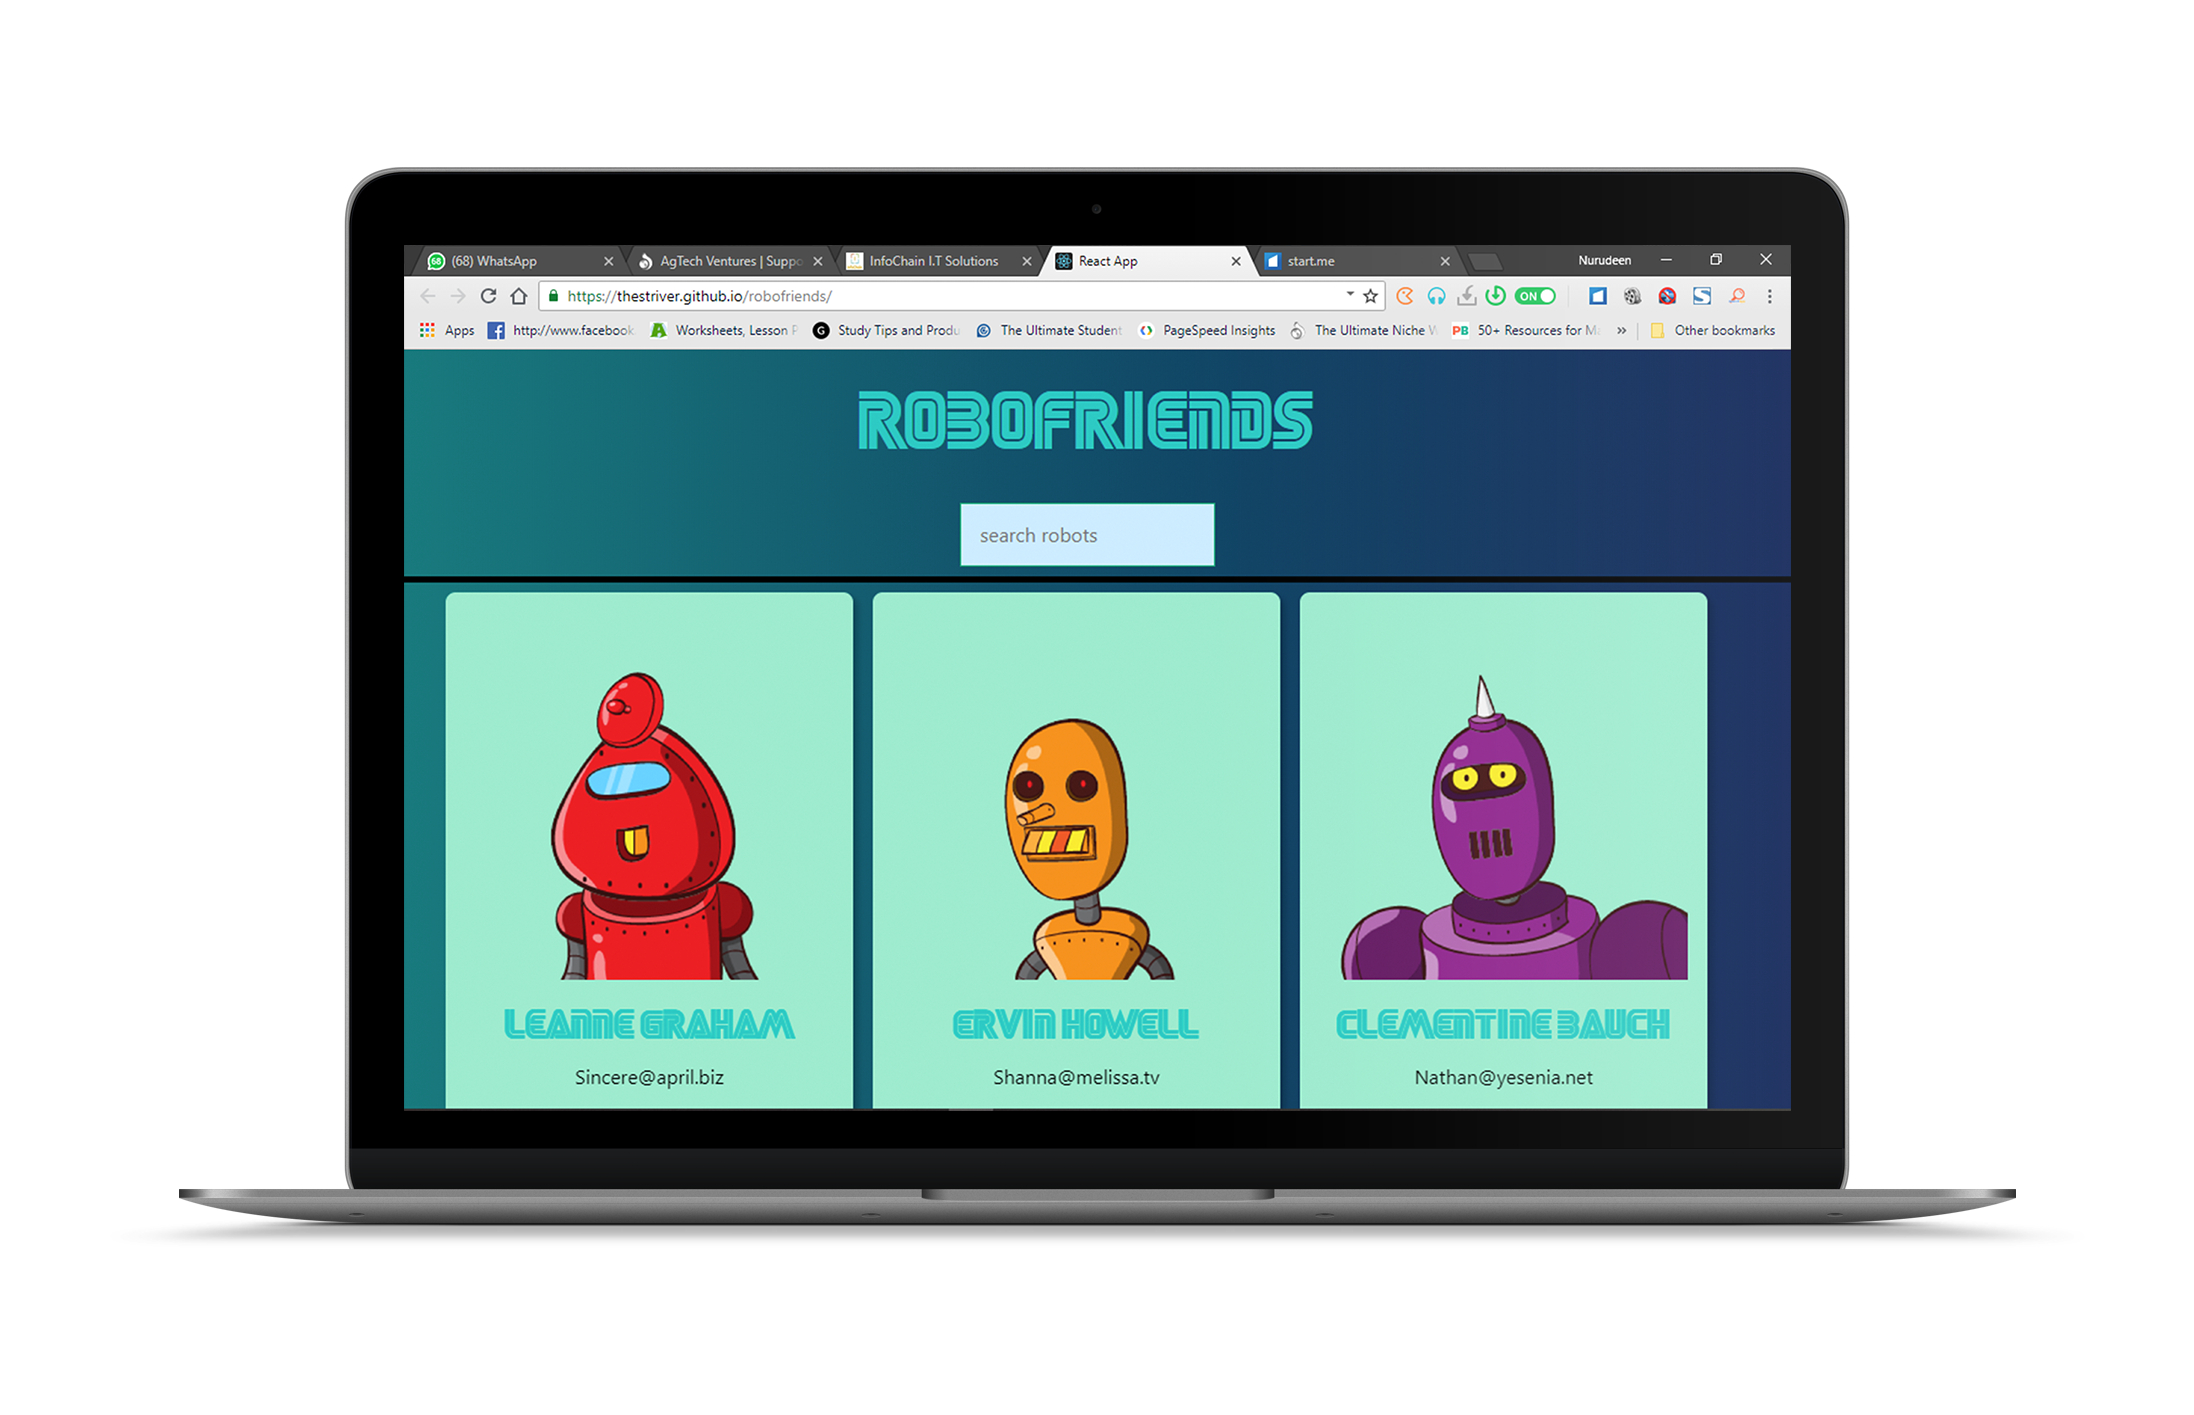 (68) WhatsApp
AgTech Ventures | Suppo
InfoChain I.T Solutions
React App
start.me
Nurudeen
https://thestriver.github.io/robofriends/
ON
Apps
http://www.facebook
Worksheets, Lesson P
Study Tips and Produ
The Ultimate Student
PageSpeed Insights
The Ultimate Niche W
PB 50+ Resources for Ma
»
Other bookmarks
ROBOFRIENDS
search robots
LEANNE GRAHAM
ERVIN HOWELL
CLEMENTINE BAUCH
Sincere@april.biz
Shanna@melissa.tv
Nathan@yesenia.net